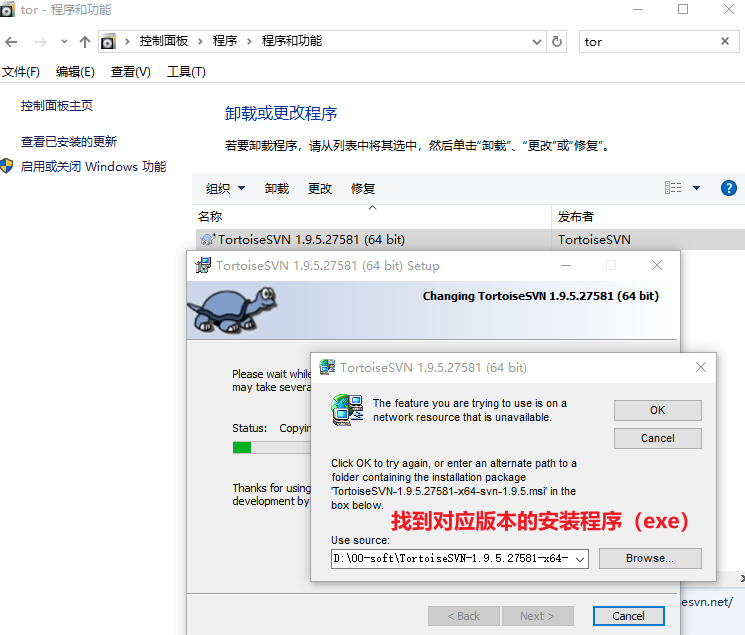 tor - 程序和功能
控制面板 > 程序 > 程序和功能
tor
文件(F) 编辑(E) 查看(V) 工具(T)
控制面板主页
查看已安装的更新
启用或关闭 Windows 功能
卸载或更改程序
若要卸载程序，请从列表中将其选中，然后单击“卸载”、“更改”或“修复”。
组织 卸载 更改 修复
名称 发布者
TortoiseSVN 1.9.5.27581 (64 bit) TortoiseSVN
TortoiseSVN 1.9.5.27581 (64 bit) Setup
Changing TortoiseSVN 1.9.5.27581 (64 bit)
Please wait while
may take severa
Status: Copyin
Thanks for using
development by
TortoiseSVN 1.9.5.27581 (64 bit)
The feature you are trying to use is on a
network resource that is unavailable.
OK
Cancel
Click OK to try again, or enter an alternate path to a
folder containing the installation package
'TortoiseSVN-1.9.5.27581-x64-svn-1.9.5.msi' in the
box below.
找到对应版本的安装程序（exe）
Use source:
D:\00-soft\TortoiseSVN-1.9.5.27581-x64-
Browse...
esvn.net/
< Back Next > Cancel